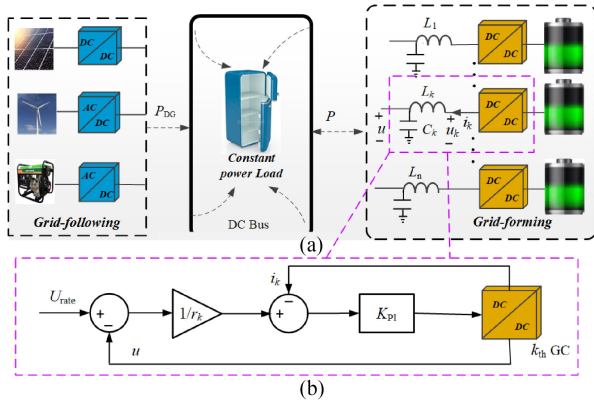 DC
DC
AC
DC
AC
DC
Grid-following
P_DG
Constant
power Load
DC Bus
P
L_1
DC
DC
L_k
i_k
u
C_k
u_k
DC
DC
L_n
DC
DC
Grid-forming
(a)
U_rate
+
−
u
1/r_k
i_k
+
−
K_PI
DC
DC
k_th GC
(b)